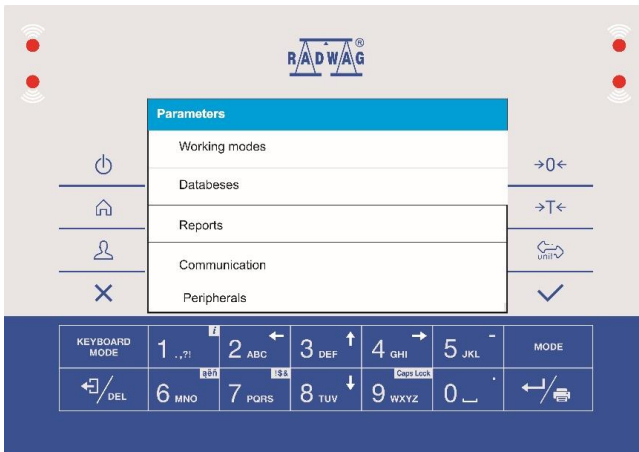 RADWAG®
Parameters
Working modes
Databeses
Reports
Communication
Peripherals
→0←
→T←
unit
KEYBOARD
MODE
1 .,?! i
2 ABC ←
3 DEF ↑
4 GHI →
5 JKL -
MODE
/DEL
6 MNO ąëñ
7 PQRS !$&
8 TUV ↓
9 WXYZ Caps Lock
0 .